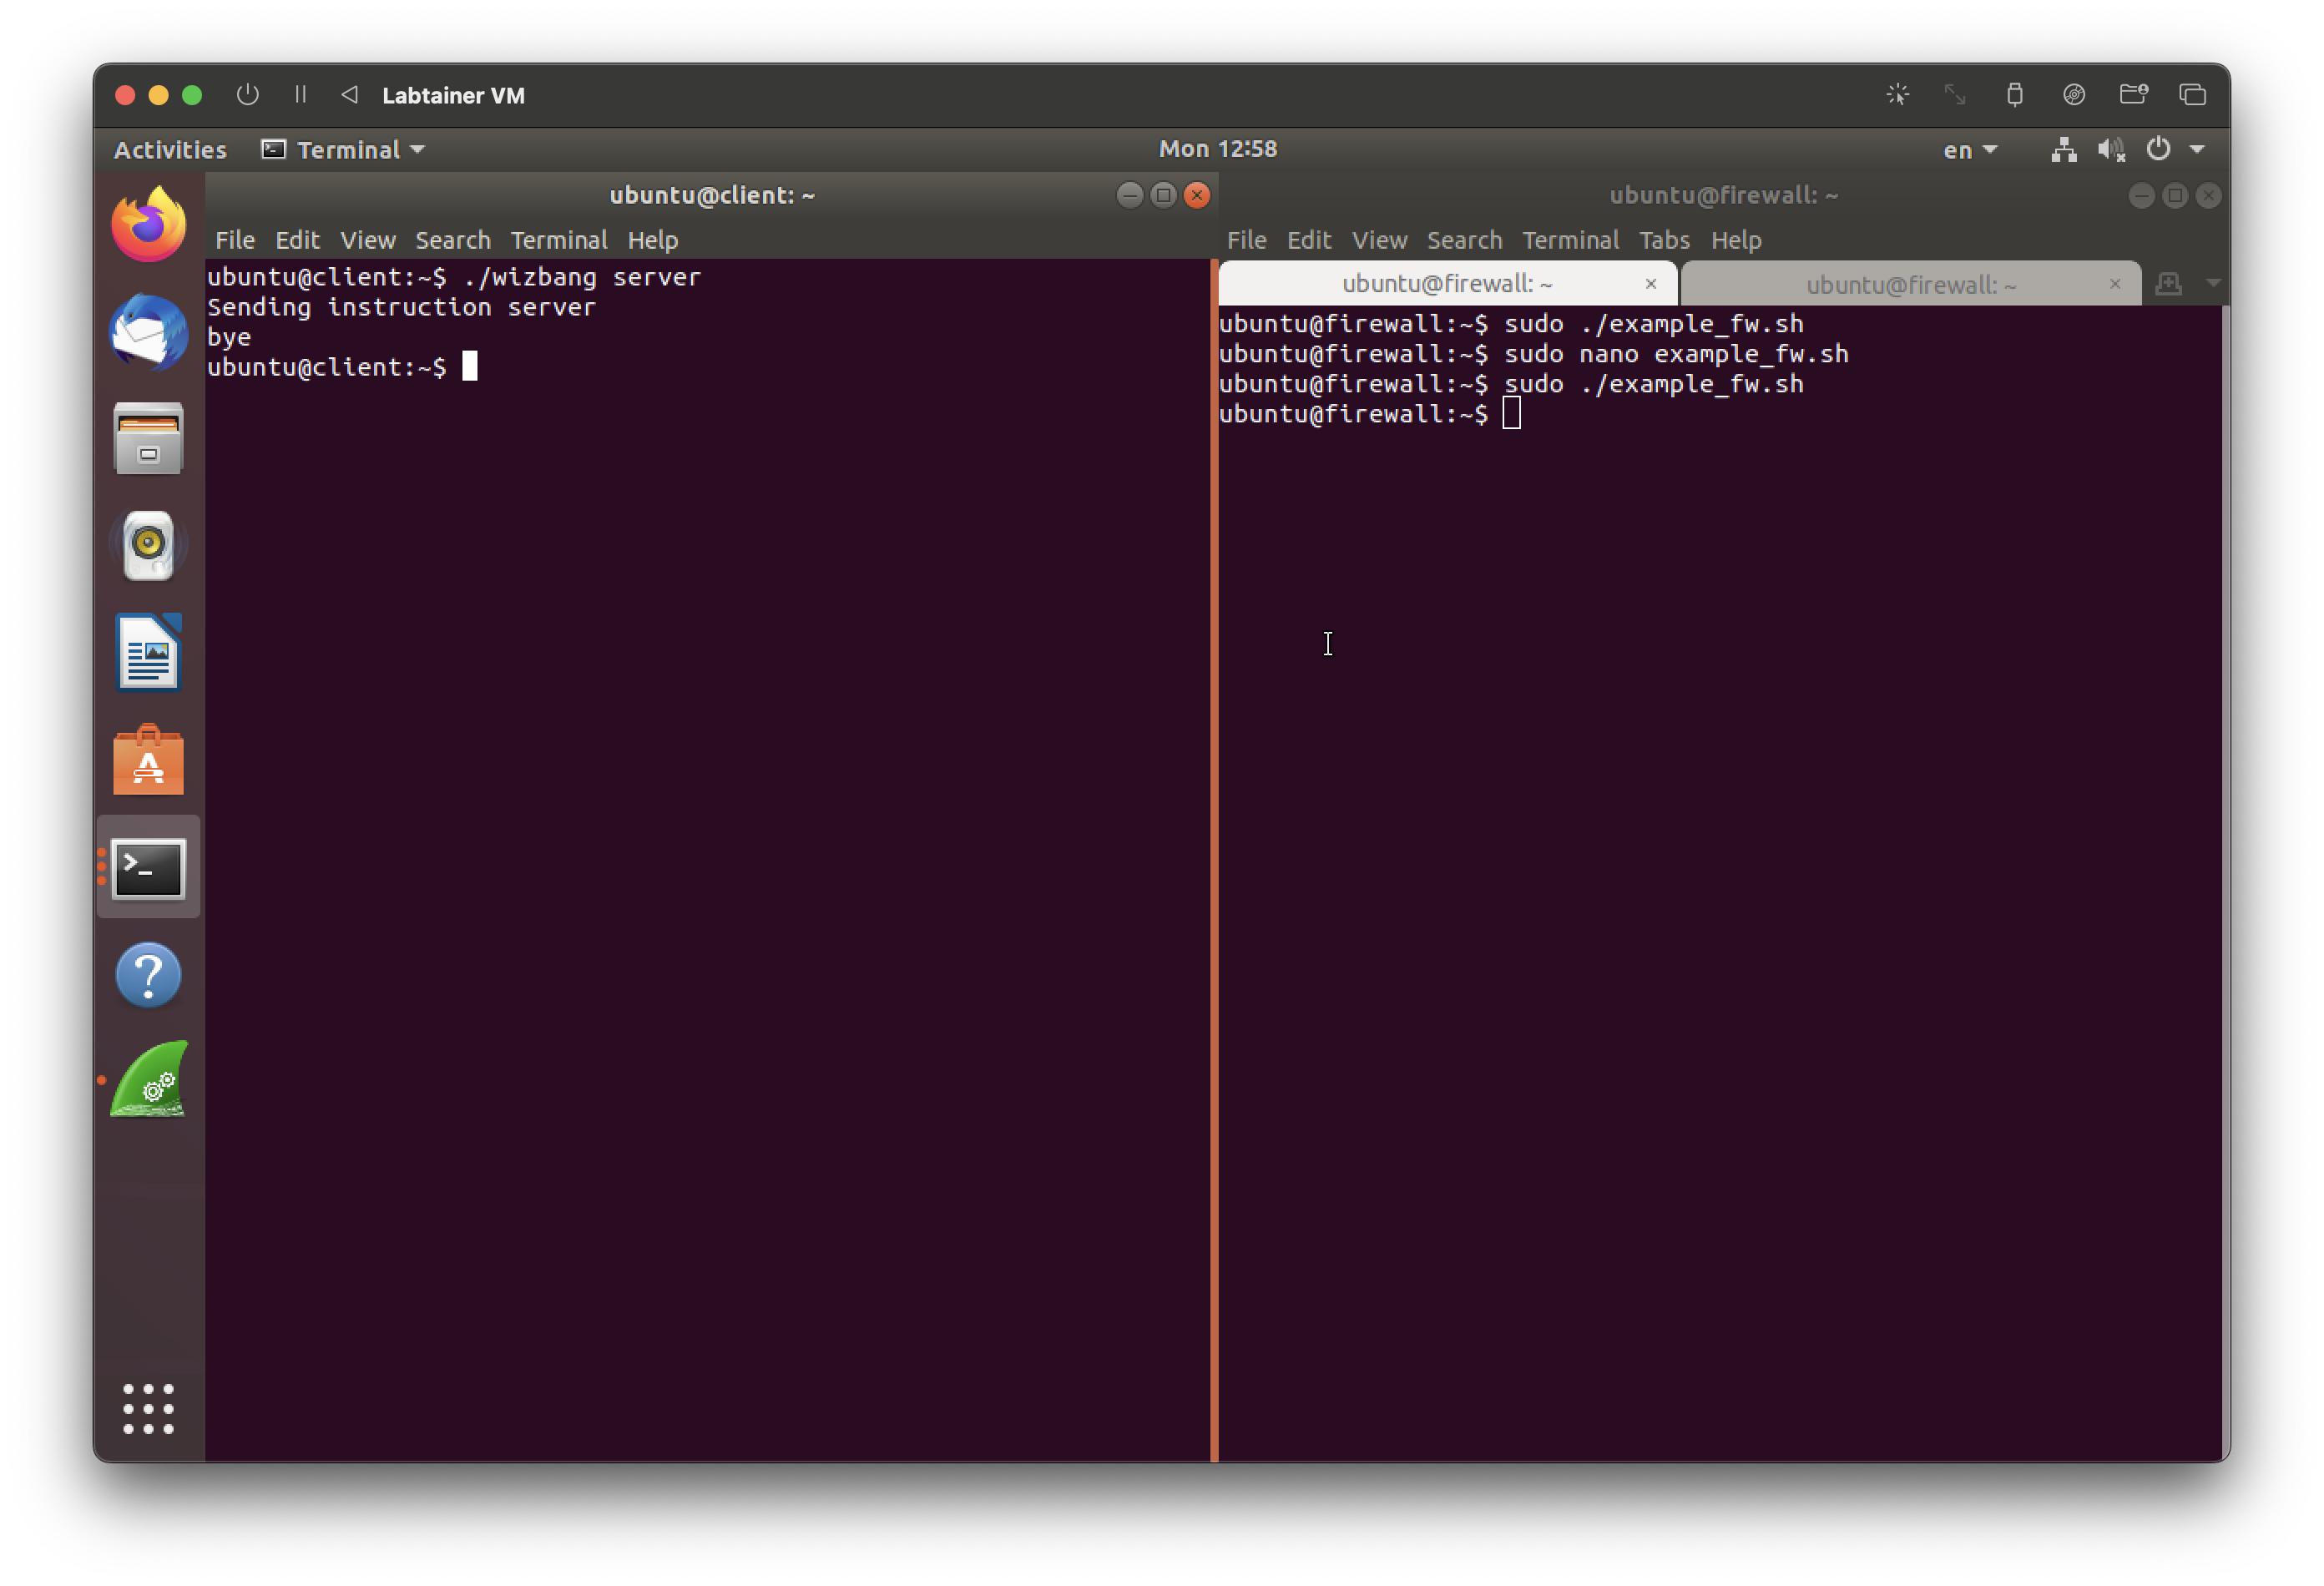 Labtainer VM
Activities Terminal Mon 12:58 en
ubuntu@client: ~
File Edit View Search Terminal Help
ubuntu@client:~$ ./wizbang server
Sending instruction server
bye
ubuntu@client:~$
ubuntu@firewall: ~
File Edit View Search Terminal Tabs Help
ubuntu@firewall: ~ × ubuntu@firewall: ~ ×
ubuntu@firewall:~$ sudo ./example_fw.sh
ubuntu@firewall:~$ sudo nano example_fw.sh
ubuntu@firewall:~$ sudo ./example_fw.sh
ubuntu@firewall:~$